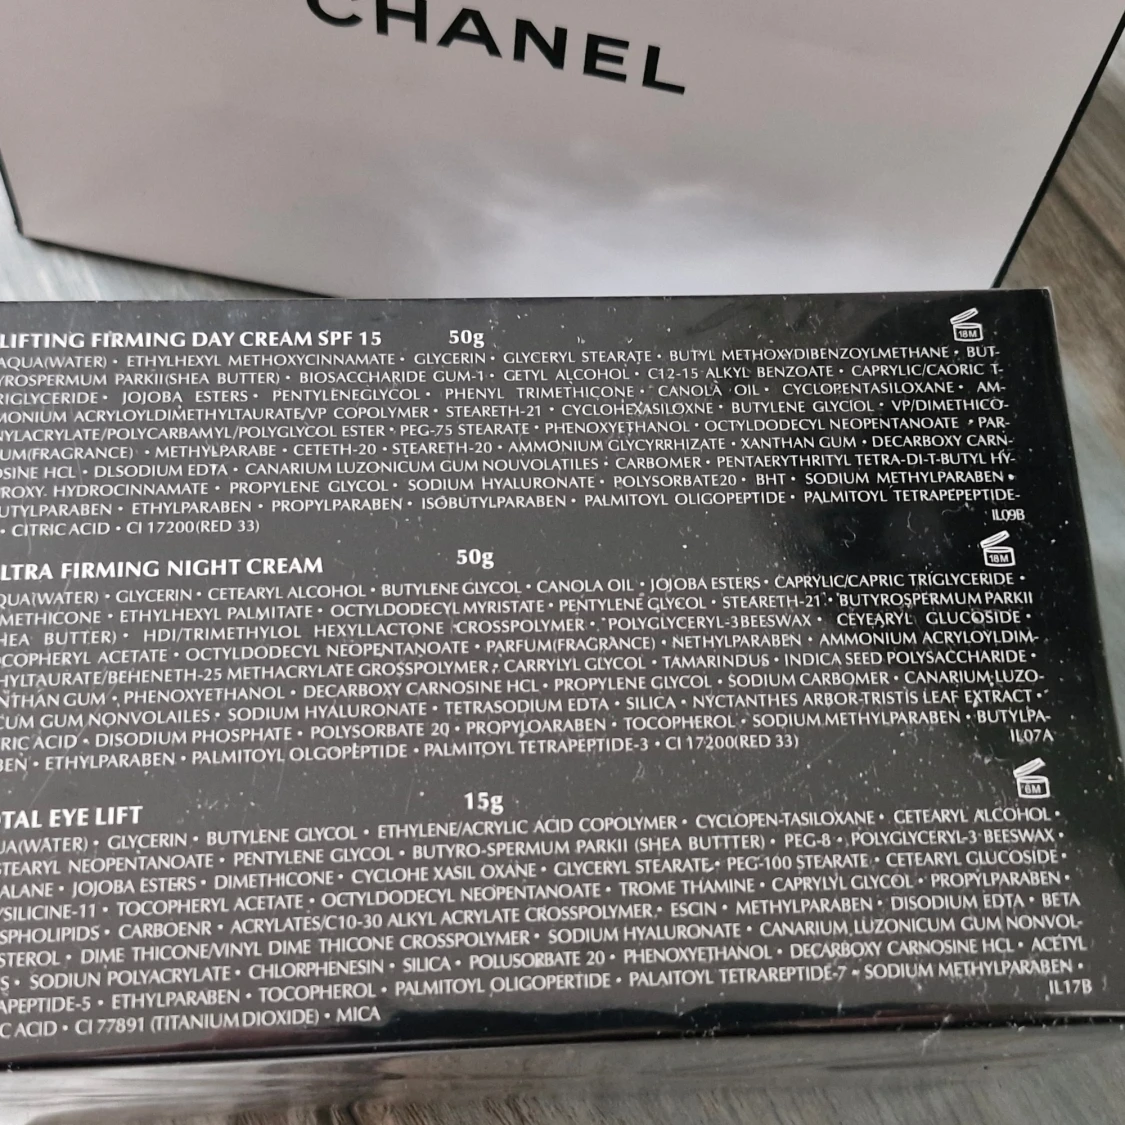 CHANEL
LIFTING FIRMING DAY CREAM SPF 15 50g 18M
AQUA(WATER) • ETHYLHEXYL METHOXYCINNAMATE • GLYCERIN • GLYCERYL STEARATE • BUTYL METHOXYDIBENZOYLMETHANE • BUT-
YROSPERMUM PARKII(SHEA BUTTER) • BIOSACCHARIDE GUM-1 • GETYL ALCOHOL • C12-15 ALKYL BENZOATE • CAPRYLIC/CAORIC T-
RIGLYCERIDE • JOJOBA ESTERS • PENTYLENEGLYCOL • PHENYL TRIMETHICONE • CANOLA OIL • CYCLOPENTASILOXANE • AM-
MONIUM ACRYLOYLDIMETHYLTAURATE/VP COPOLYMER • STEARETH-21 • CYCLOHEXASILOXNE • BUTYLENE GLYCIOL • VP/DIMETHICO-
NYLACRYLATE/POLYCARBAMYL/POLYGLYCOL ESTER • PEG-75 STEARATE • PHENOXYETHANOL • OCTYLDODECYL NEOPENTANOATE • PAR-
UM(FRAGRANCE) • METHYLPARABE • CETETH-20 • STEARETH-20 • AMMONIUM GLYCYRRHIZATE • XANTHAN GUM • DECARBOXY CARN-
OSINE HCL • DLSODIUM EDTA • CANARIUM LUZONICUM GUM NOUVOLATILES • CARBOMER • PENTAERYTHRITYL TETRA-DI-T-BUTYL HY-
ROXY. HYDROCINNAMATE • PROPYLENE GLYCOL • SODIUM HYALURONATE • POLYSORBATE20 • BHT • SODIUM METHYLPARABEN •
UTYLPARABEN • ETHYLPARABEN • PROPYLPARABEN • ISOBUTYLPARABEN • PALMITOYL OLIGOPEPTIDE • PALMITOYL TETRAPEPEPTIDE-
• CITRIC ACID • CI 17200(RED 33) IL09B
LTRA FIRMING NIGHT CREAM 50g 18M
QUA(WATER) • GLYCERIN • CETEARYL ALCOHOL • BUTYLENE GLYCOL • CANOLA OIL • JOJOBA ESTERS • CAPRYLIC/CAPRIC TRIGLYCERIDE •
METHICONE • ETHYLHEXYL PALMITATE • OCTYLDODECYL MYRISTATE • PENTYLENE GLYCOL • STEARETH-21 • BUTYROSPERMUM PARKII
HEA BUTTER) • HDI/TRIMETHYLOL HEXYLLACTONE CROSSPOLYMER • POLYGLYCERYL-3BEESWAX • CEYEARYL GLUCOSIDE •
COPHERYL ACETATE • OCTYLDODECYL NEOPENTANOATE • PARFUM(FRAGRANCE) • NETHYLPARABEN • AMMONIUM ACRYLOYLDIM-
HYLTAURATE/BEHENETH-25 METHACRYLATE GROSSPOLYMER • CARRYLYL GLYCOL • TAMARINDUS • INDICA SEED POLYSACCHARIDE •
NTHAN GUM • PHENOXYETHANOL • DECARBOXY CARNOSINE HCL • PROPYLENE GLYCOL • SODIUM CARBOMER • CANARIUM LUZO-
CUM GUM NONVOLAILES • SODIUM HYALURONATE • TETRASODIUM EDTA • SILICA • NYCTANTHES ARBOR-TRISTIS LEAF EXTRACT •
RIC ACID • DISODIUM PHOSPHATE • POLYSORBATE 20 • PROPYLOARABEN • TOCOPHEROL • SODIUM METHYLPARABEN • BUTYLPA-
BEN • ETHYLPARABEN • PALMITOYL OLGOPEPTIDE • PALMITOYL TETRAPEPTIDE-3 • CI 17200(RED 33) IL07A
OTAL EYE LIFT 15g 6M
UA(WATER) • GLYCERIN • BUTYLENE GLYCOL • ETHYLENE/ACRYLIC ACID COPOLYMER • CYCLOPEN-TASILOXANE • CETEARYL ALCOHOL •
STEARYL NEOPENTANOATE • PENTYLENE GLYCOL • BUTYRO-SPERMUM PARKII (SHEA BUTTTER) • PEG-8 • POLYGLYCERYL-3 BEESWAX •
ALANE • JOJOBA ESTERS • DIMETHICONE • CYCLOHE XASIL OXANE • GLYCERYL STEARATE • PEG-100 STEARATE • CETEARYL GLUCOSIDE •
YSILICINE-11 • TOCOPHERYL ACETATE • OCTYLDODECYL NEOPENTANOATE • TROME THAMINE • CAPRYLYL GLYCOL • PROPYLPARABEN •
SPHOLIPIDS • CARBOENR • ACRYLATES/C10-30 ALKYL ACRYLATE CROSSPOLYMER • ESCIN • METHYLPARABEN • DISODIUM EDTA • BETA
STEROL • DIME THICONE/VINYL DIME THICONE CROSSPOLYMER • SODIUM HYALURONATE • CANARIUM LUZONICUM GUM NONVOL-
S • SODIUN POLYACRYLATE • CHLORPHENESIN • SILICA • POLUSORBATE 20 • PHENOXYETHANOL • DECARBOXY CARNOSINE HCL • ACETYL
APEPTIDE-5 • ETHYLPARABEN • TOCOPHEROL • PALMITOYL OLIGOPERTIDE • PALAITOYL TETRAREPTIDE-7 • SODIUM METHYLPARABEN •
C ACID • CI 77891 (TITANIUM DIOXIDE) • MICA IL17B